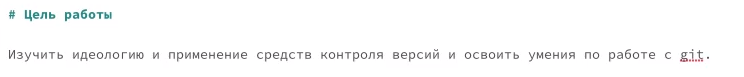 # Цель работы
Изучить идеологию и применение средств контроля версий и освоить умения по работе с git.